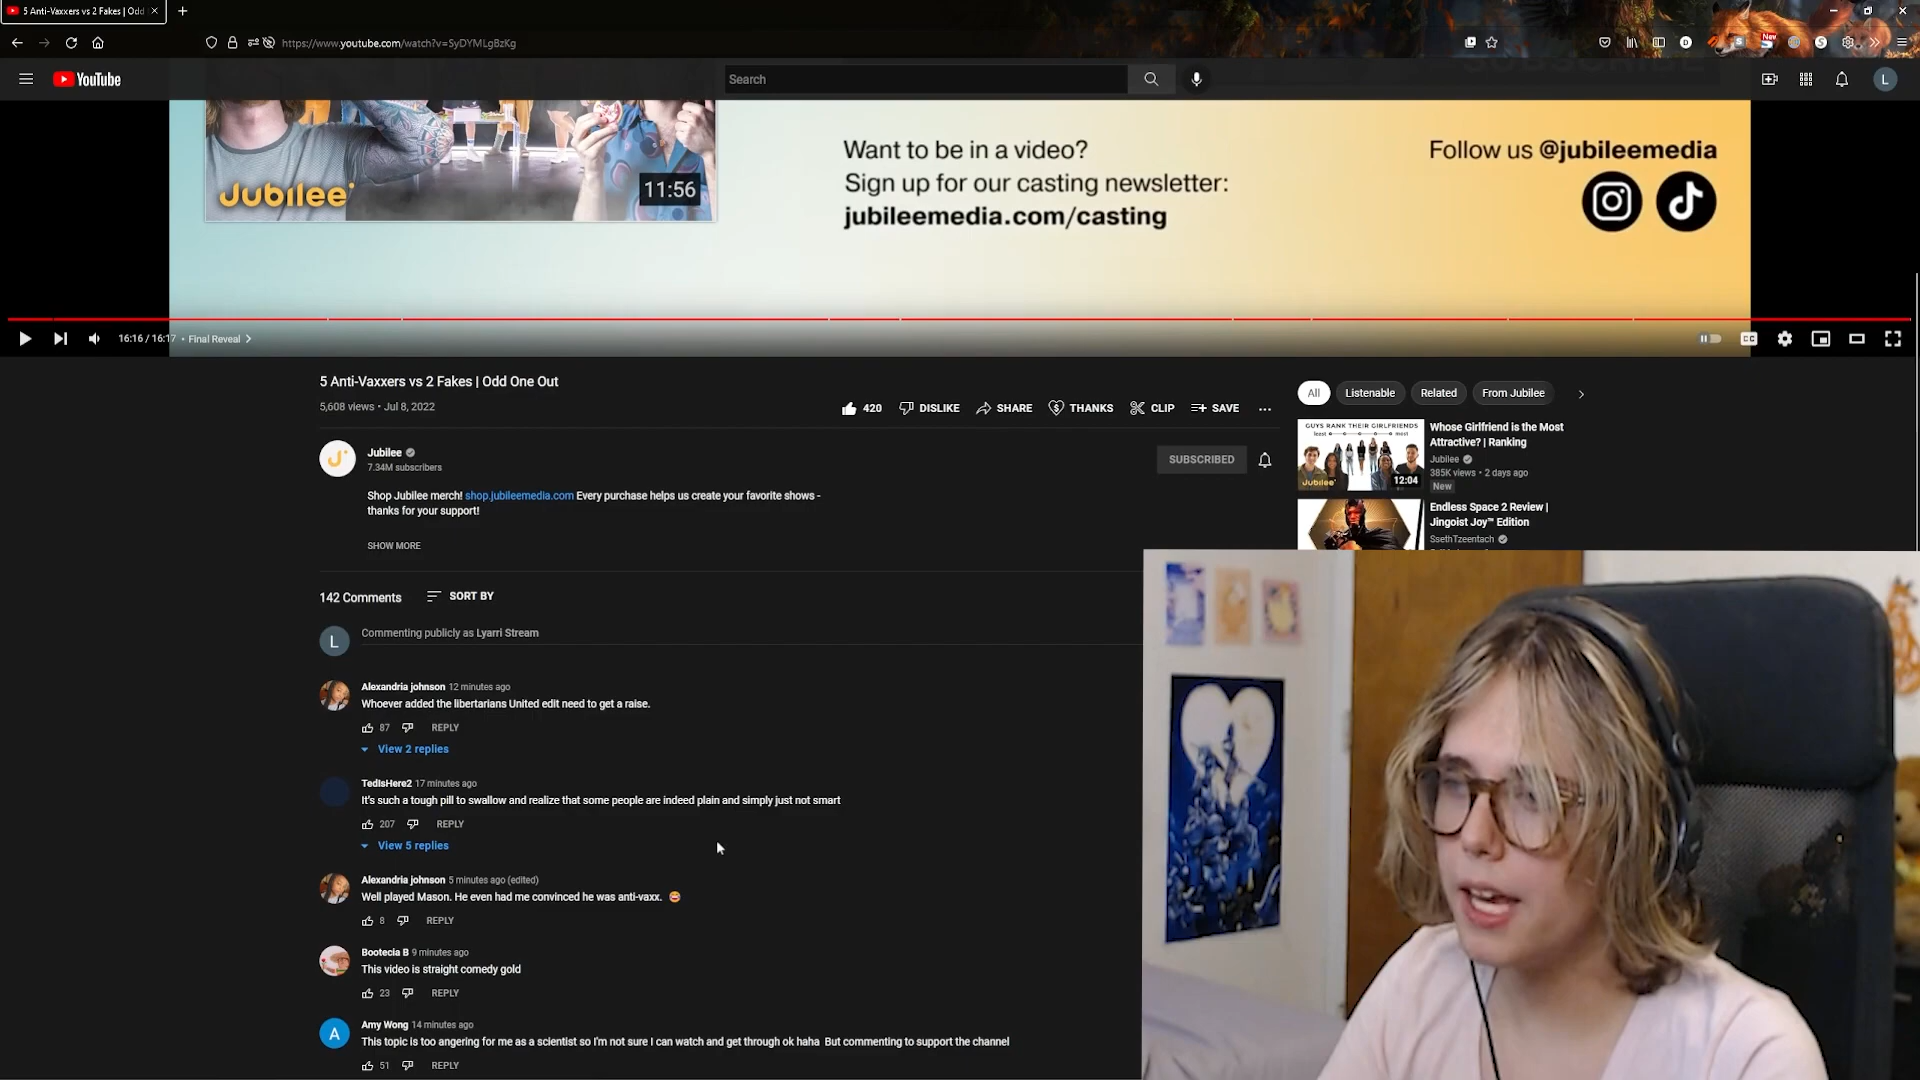 5 Anti-Vaxxers vs 2 Fakes | Odd
https://www.youtube.com/watch?v=SyDYMLgBzKg
New
YouTube
Search
L
Jubilee
11:56
Want to be in a video?
Sign up for our casting newsletter:
jubileemedia.com/casting
Follow us @jubileemedia
16:16 / 16:17 • Final Reveal
CC
5 Anti-Vaxxers vs 2 Fakes | Odd One Out
5,608 views • Jul 8, 2022
420 DISLIKE SHARE THANKS CLIP SAVE
All Listenable Related From Jubilee
Jubilee
7.34M subscribers
SUBSCRIBED
Shop Jubilee merch! shop.jubileemedia.com Every purchase helps us create your favorite shows -
thanks for your support!
SHOW MORE
GUYS RANK THEIR GIRLFRIENDS
least most
Jubilee
12:04
Whose Girlfriend is the Most
Attractive? | Ranking
Jubilee
385K views • 2 days ago
New
Endless Space 2 Review |
Jingoist Joy™ Edition
SsethTzeentach
142 Comments SORT BY
L
Commenting publicly as Lyarri Stream
Alexandria johnson 12 minutes ago
Whoever added the libertarians United edit need to get a raise.
87 REPLY
View 2 replies
TedIsHere2 17 minutes ago
It's such a tough pill to swallow and realize that some people are indeed plain and simply just not smart
207 REPLY
View 5 replies
Alexandria johnson 5 minutes ago (edited)
Well played Mason. He even had me convinced he was anti-vaxx. 😂
8 REPLY
Bootecia B 9 minutes ago
This video is straight comedy gold
23 REPLY
A
Amy Wong 14 minutes ago
This topic is too angering for me as a scientist so I'm not sure I can watch and get through ok haha But commenting to support the channel
51 REPLY